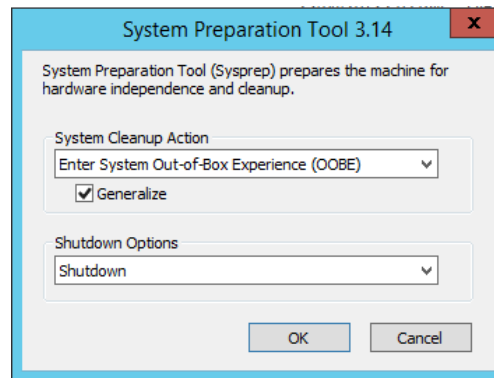 System Preparation Tool 3.14
x
System Preparation Tool (Sysprep) prepares the machine for
hardware independence and cleanup.
System Cleanup Action
Enter System Out-of-Box Experience (OOBE)
Generalize
Shutdown Options
Shutdown
OK Cancel